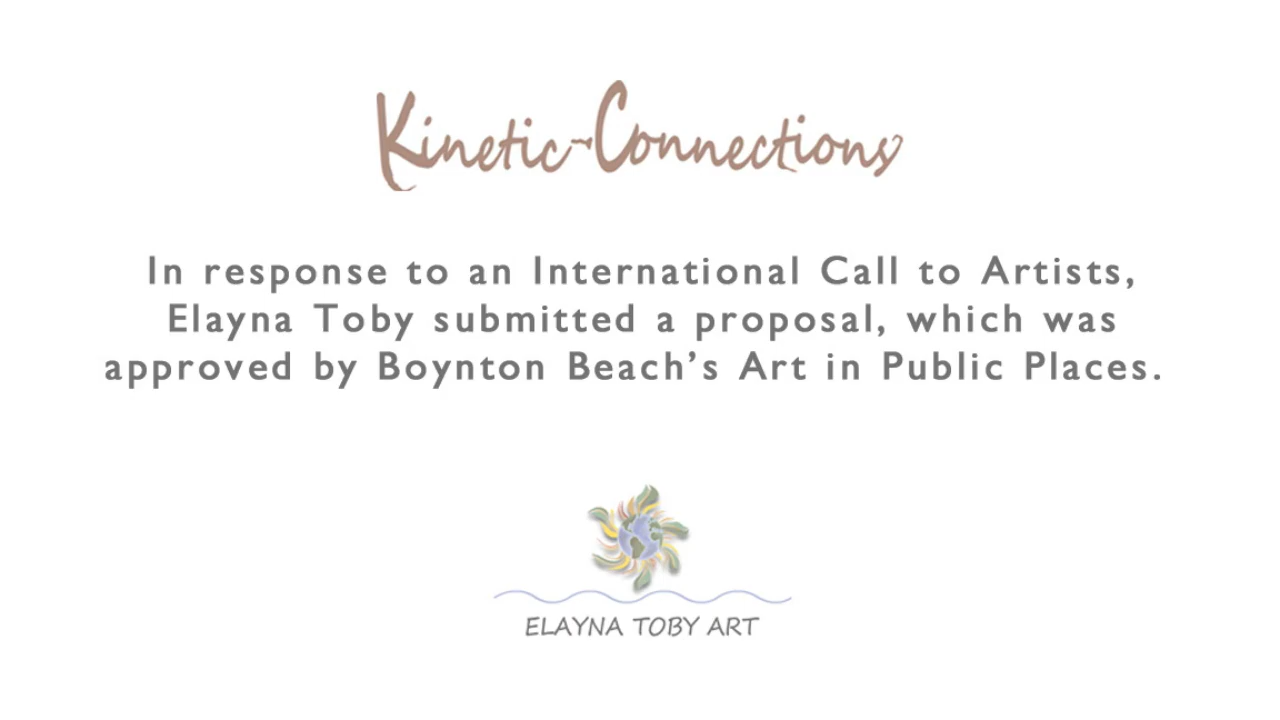 Kinetic~Connections
In response to an International Call to Artists,
Elayna Toby submitted a proposal, which was
approved by Boynton Beach’s Art in Public Places.
ELAYNA TOBY ART